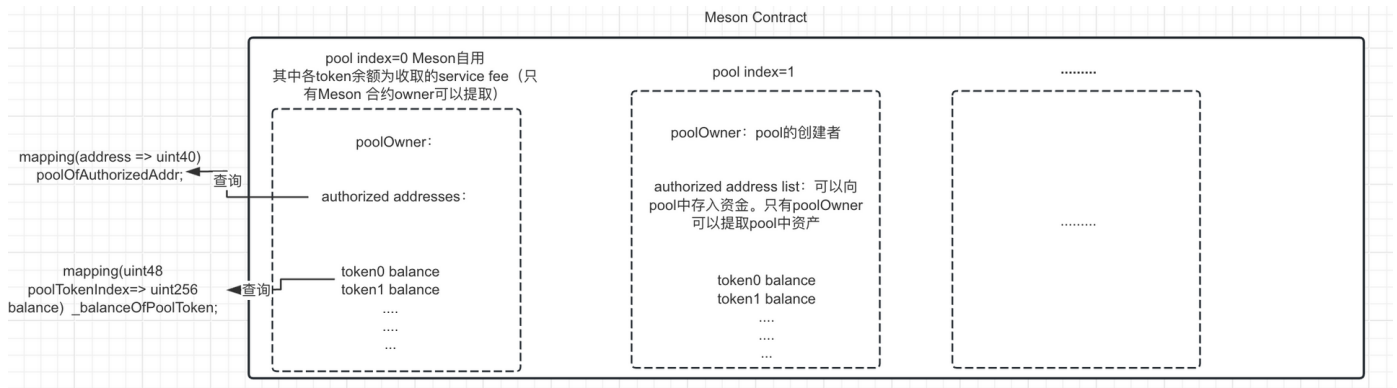 Meson Contract
pool index=0 Meson自用
其中各token余额为收取的service fee（只
有Meson 合约owner可以提取）
poolOwner：
authorized addresses：
token0 balance
token1 balance
....
....
...
mapping(address => uint40)
poolOfAuthorizedAddr;
查询
mapping(uint48
poolTokenIndex=> uint256
balance) _balanceOfPoolToken;
查询
pool index=1
poolOwner：pool的创建者
authorized address list：可以向
pool中存入资金。只有poolOwner
可以提取pool中资产
token0 balance
token1 balance
....
....
...
.........
.........